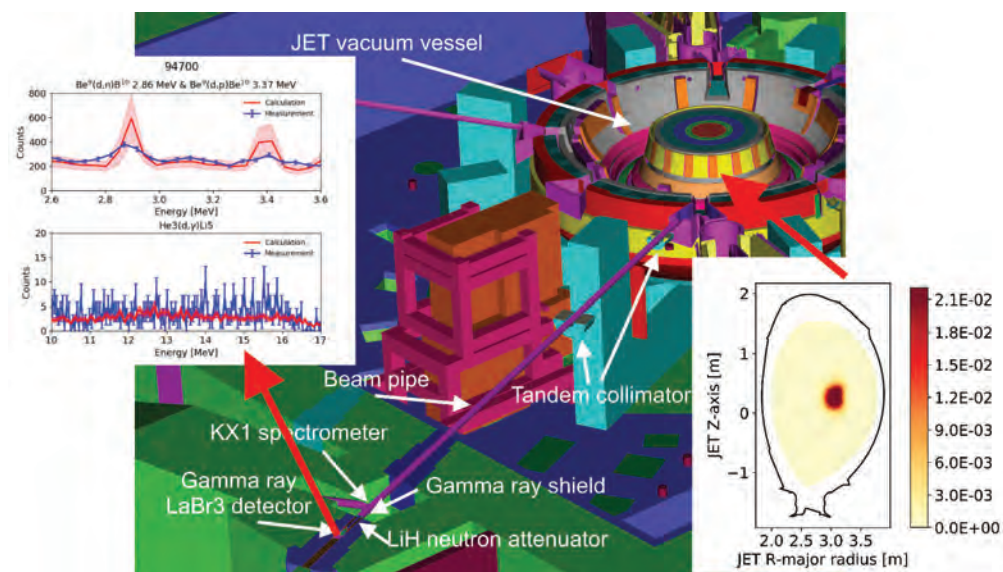 JET vacuum vessel
94700
Be⁹(d,n)B¹⁰ 2.86 MeV & Be⁹(d,p)Be¹⁰ 3.37 MeV
Calculation
Measurement
Counts
800
600
400
200
0
2.6 2.8 3.0 3.2 3.4 3.6
Energy [MeV]
He3(d,γ)Li5
Calculation
Measurement
Counts
20
15
10
5
0
10 11 12 13 14 15 16 17
Energy [MeV]
Beam pipe
Tandem collimator
KX1 spectrometer
Gamma ray
LaBr3 detector
Gamma ray shield
LiH neutron attenuator
JET Z-axis [m]
2
1
0
−1
2.0 2.5 3.0 3.5
JET R-major radius [m]
2.1E-02
1.8E-02
1.5E-02
1.2E-02
9.0E-03
6.0E-03
3.0E-03
0.0E+00